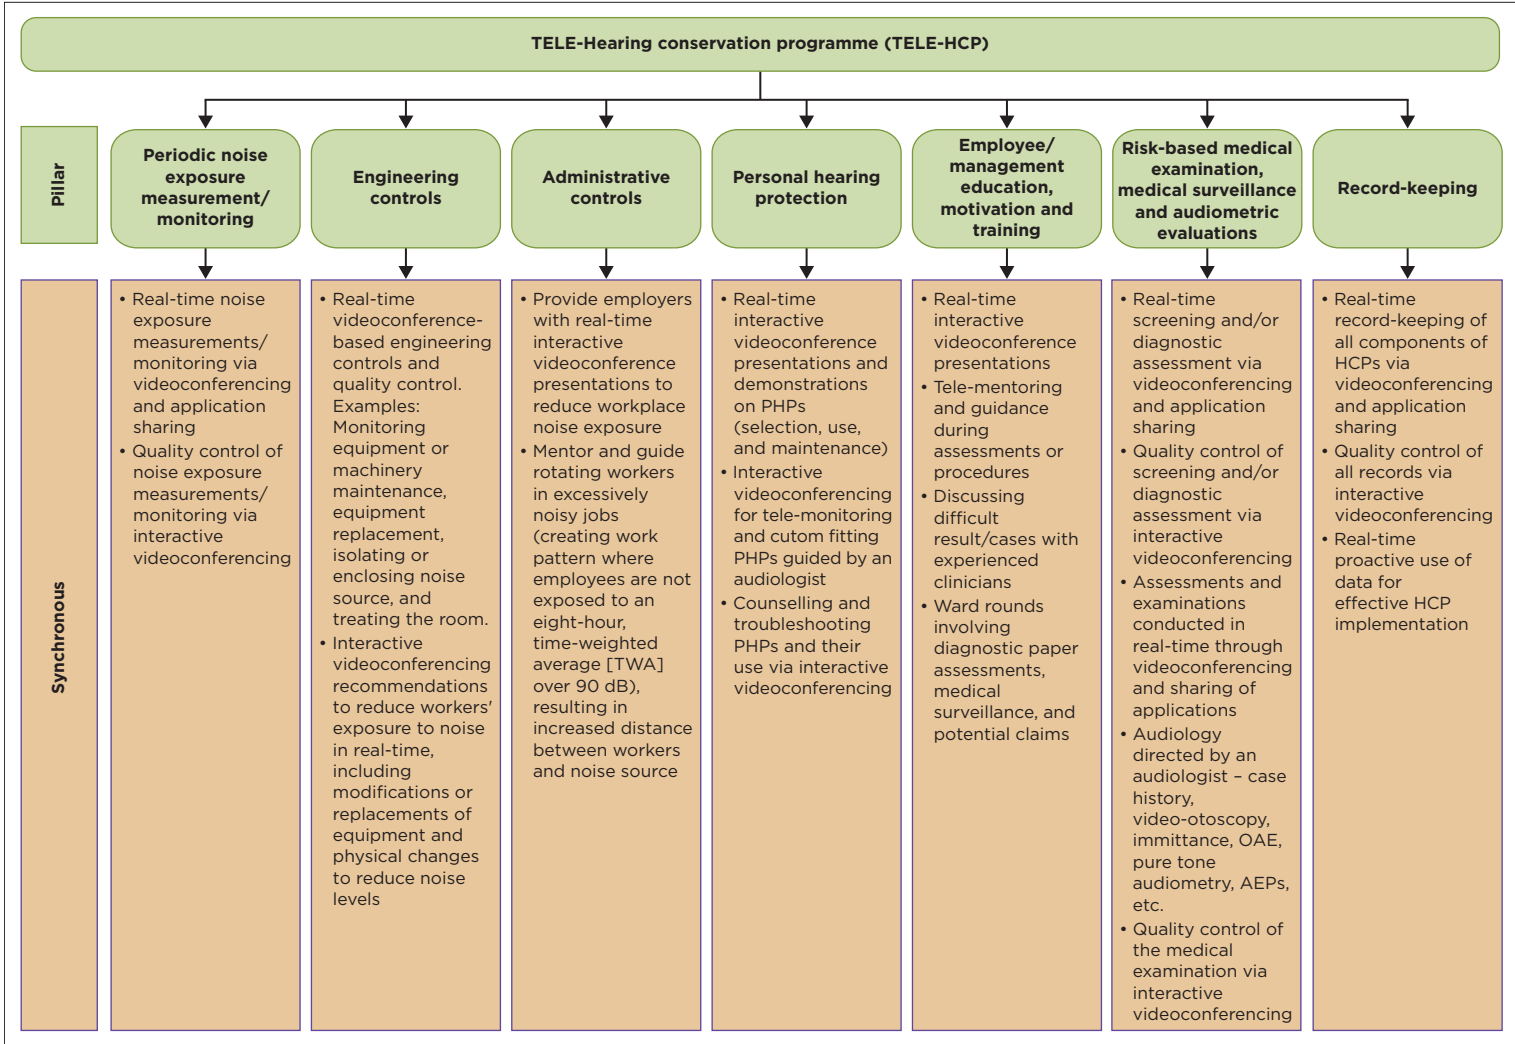 TELE-Hearing conservation programme (TELE-HCP)
Pillar
Periodic noise
exposure
measurement/
monitoring
Engineering
controls
Administrative
controls
Personal hearing
protection
Employee/
management
education,
motivation and
training
Risk-based medical
examination,
medical surveillance
and audiometric
evaluations
Record-keeping
Synchronous
• Real-time noise
exposure
measurements/
monitoring via
videoconferencing
and application
sharing
• Quality control of
noise exposure
measurements/
monitoring via
interactive
videoconferencing
• Real-time
videoconference-
based engineering
controls and
quality control.
Examples:
Monitoring
equipment or
machinery
maintenance,
equipment
replacement,
isolating or
enclosing noise
source, and
treating the room.
• Interactive
videoconferencing
recommendations
to reduce workers'
exposure to noise
in real-time,
including
modifications or
replacements of
equipment and
physical changes
to reduce noise
levels
• Provide employers
with real-time
interactive
videoconference
presentations to
reduce workplace
noise exposure
• Mentor and guide
rotating workers
in excessively
noisy jobs
(creating work
pattern where
employees are not
exposed to an
eight-hour,
time-weighted
average [TWA]
over 90 dB),
resulting in
increased distance
between workers
and noise source
• Real-time
interactive
videoconference
presentations and
demonstrations
on PHPs
(selection, use,
and maintenance)
• Interactive
videoconferencing
for tele-monitoring
and cutom fitting
PHPs guided by an
audiologist
• Counselling and
troubleshooting
PHPs and their
use via interactive
videoconferencing
• Real-time
interactive
videoconference
presentations
• Tele-mentoring
and guidance
during
assessments or
procedures
• Discussing
difficult
result/cases with
experienced
clinicians
• Ward rounds
involving
diagnostic paper
assessments,
medical
surveillance, and
potential claims
• Real-time
screening and/or
diagnostic
assessment via
videoconferencing
and application
sharing
• Quality control of
screening and/or
diagnostic
assessment via
interactive
videoconferencing
• Assessments and
examinations
conducted in
real-time through
videoconferencing
and sharing of
applications
• Audiology
directed by an
audiologist – case
history,
video-otoscopy,
immittance, OAE,
pure tone
audiometry, AEPs,
etc.
• Quality control of
the medical
examination via
interactive
videoconferencing
• Real-time
record-keeping of
all components of
HCPs via
videoconferencing
and application
sharing
• Quality control of
all records via
interactive
videoconferencing
• Real-time
proactive use of
data for
effective HCP
implementation